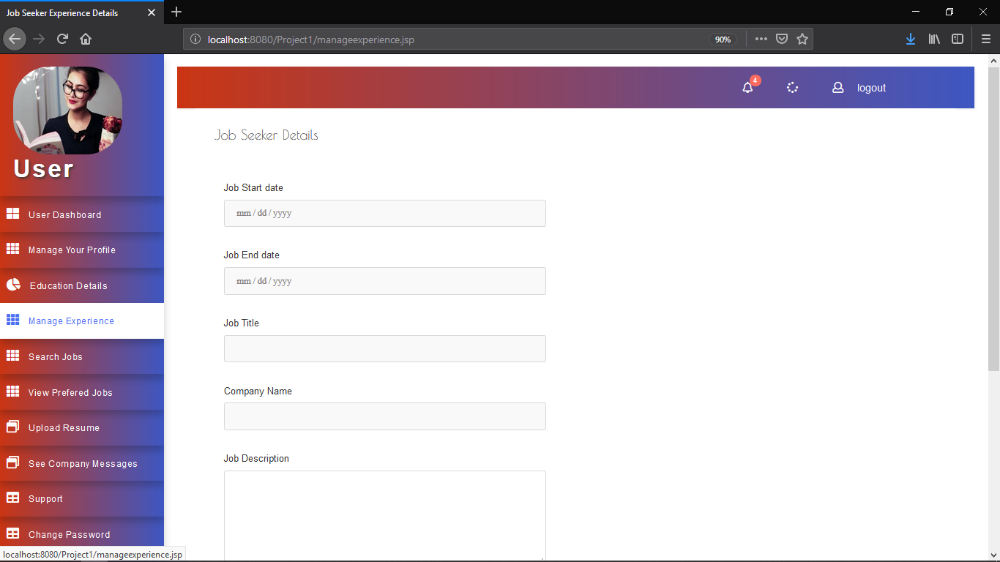 Job Seeker Experience Details
localhost:8080/Project1/manageexperience.jsp
90%
4
logout
User
User Dashboard
Manage Your Profile
Education Details
Manage Experience
Search Jobs
View Prefered Jobs
Upload Resume
See Company Messages
Support
Change Password
Job Seeker Details
Job Start date
mm / dd / yyyy
Job End date
mm / dd / yyyy
Job Title
Company Name
Job Description
localhost:8080/Project1/manageexperience.jsp